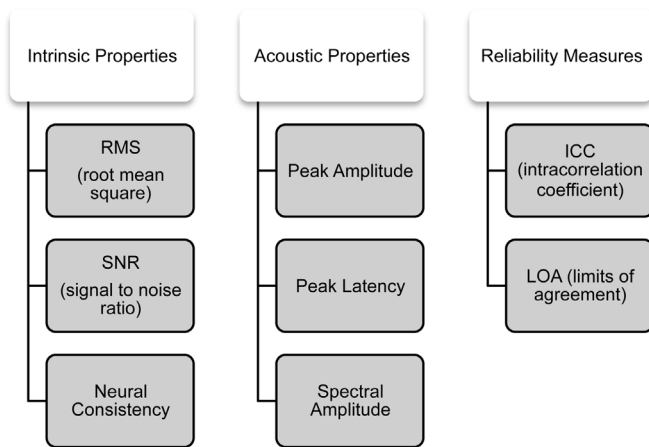 Intrinsic Properties
RMS
(root mean
square)
SNR
(signal to noise
ratio)
Neural
Consistency
Acoustic Properties
Peak Amplitude
Peak Latency
Spectral
Amplitude
Reliability Measures
ICC
(intracorrelation
coefficient)
LOA (limits of
agreement)